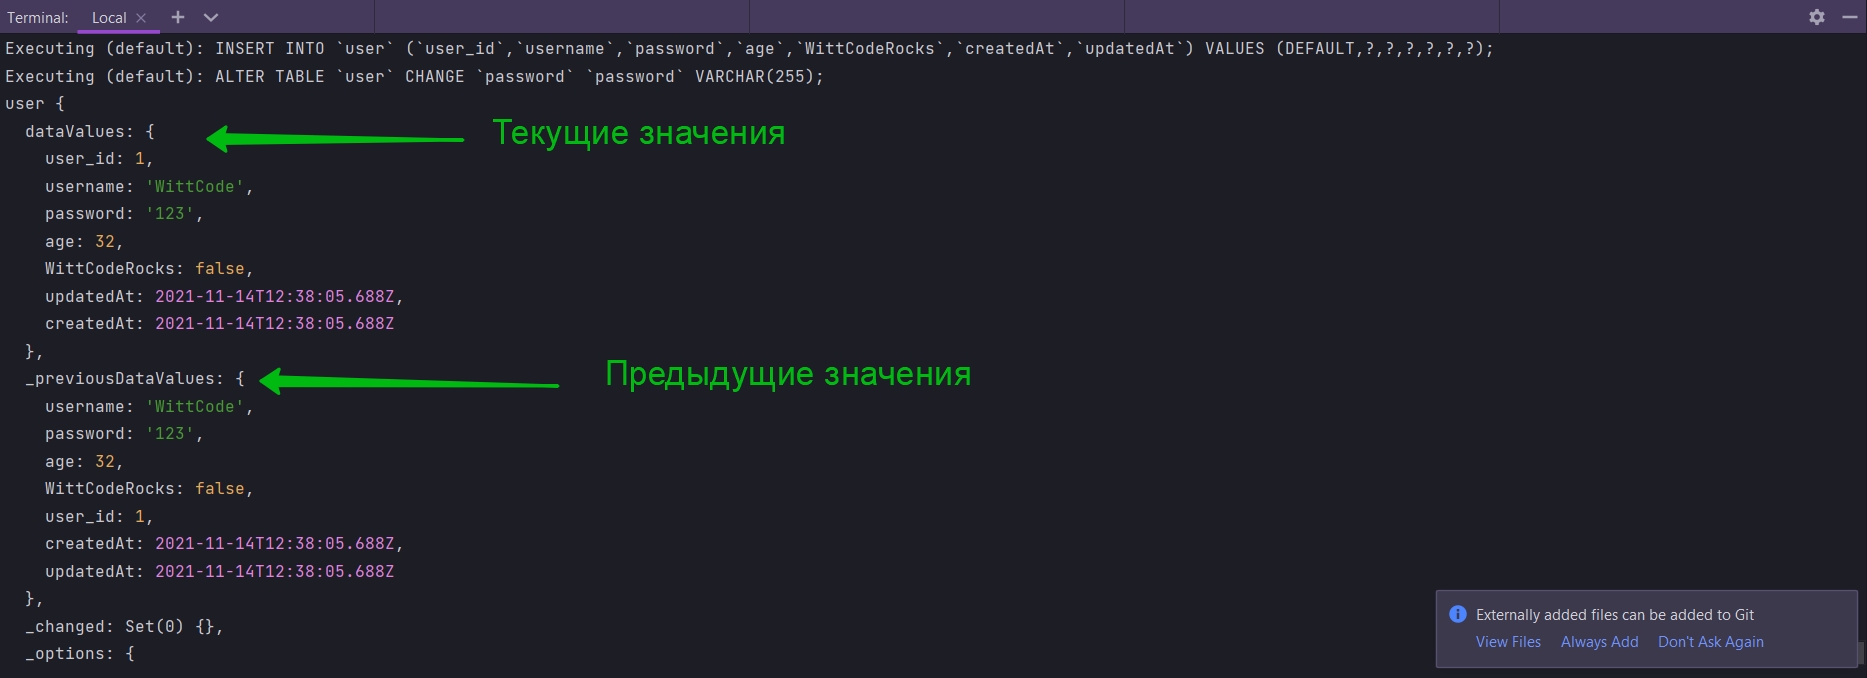 Terminal: Local
Executing (default): INSERT INTO `user` (`user_id`,`username`,`password`,`age`,`WittCodeRocks`,`createdAt`,`updatedAt`) VALUES (DEFAULT,?,?,?,?,?,?);
Executing (default): ALTER TABLE `user` CHANGE `password` `password` VARCHAR(255);
user {
dataValues: { Текущие значения
user_id: 1,
username: 'WittCode',
password: '123',
age: 32,
WittCodeRocks: false,
updatedAt: 2021-11-14T12:38:05.688Z,
createdAt: 2021-11-14T12:38:05.688Z
},
_previousDataValues: { Предыдущие значения
username: 'WittCode',
password: '123',
age: 32,
WittCodeRocks: false,
user_id: 1,
createdAt: 2021-11-14T12:38:05.688Z,
updatedAt: 2021-11-14T12:38:05.688Z
},
_changed: Set(0) {},
_options: {
Externally added files can be added to Git
View Files Always Add Don't Ask Again